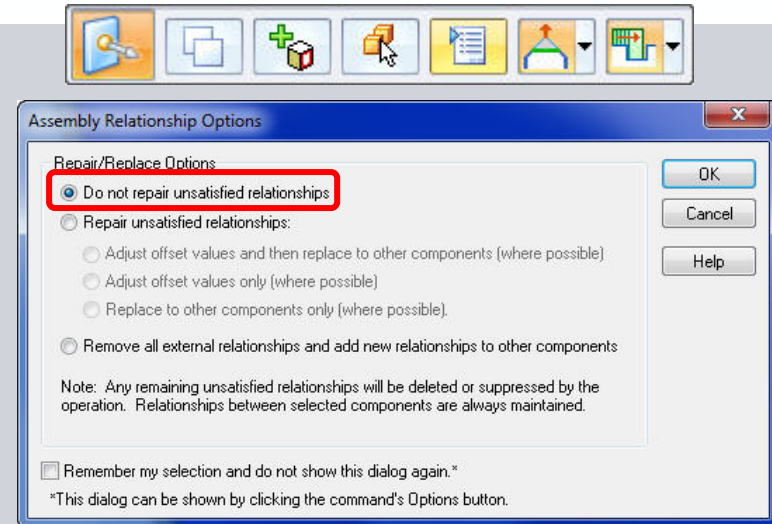 Assembly Relationship Options
Repair/Replace Options
Do not repair unsatisfied relationships
Repair unsatisfied relationships:
Adjust offset values and then replace to other components (where possible)
Adjust offset values only (where possible)
Replace to other components only (where possible).
Remove all external relationships and add new relationships to other components
Note: Any remaining unsatisfied relationships will be deleted or suppressed by the
operation. Relationships between selected components are always maintained.
OK
Cancel
Help
Remember my selection and do not show this dialog again.*
*This dialog can be shown by clicking the command's Options button.